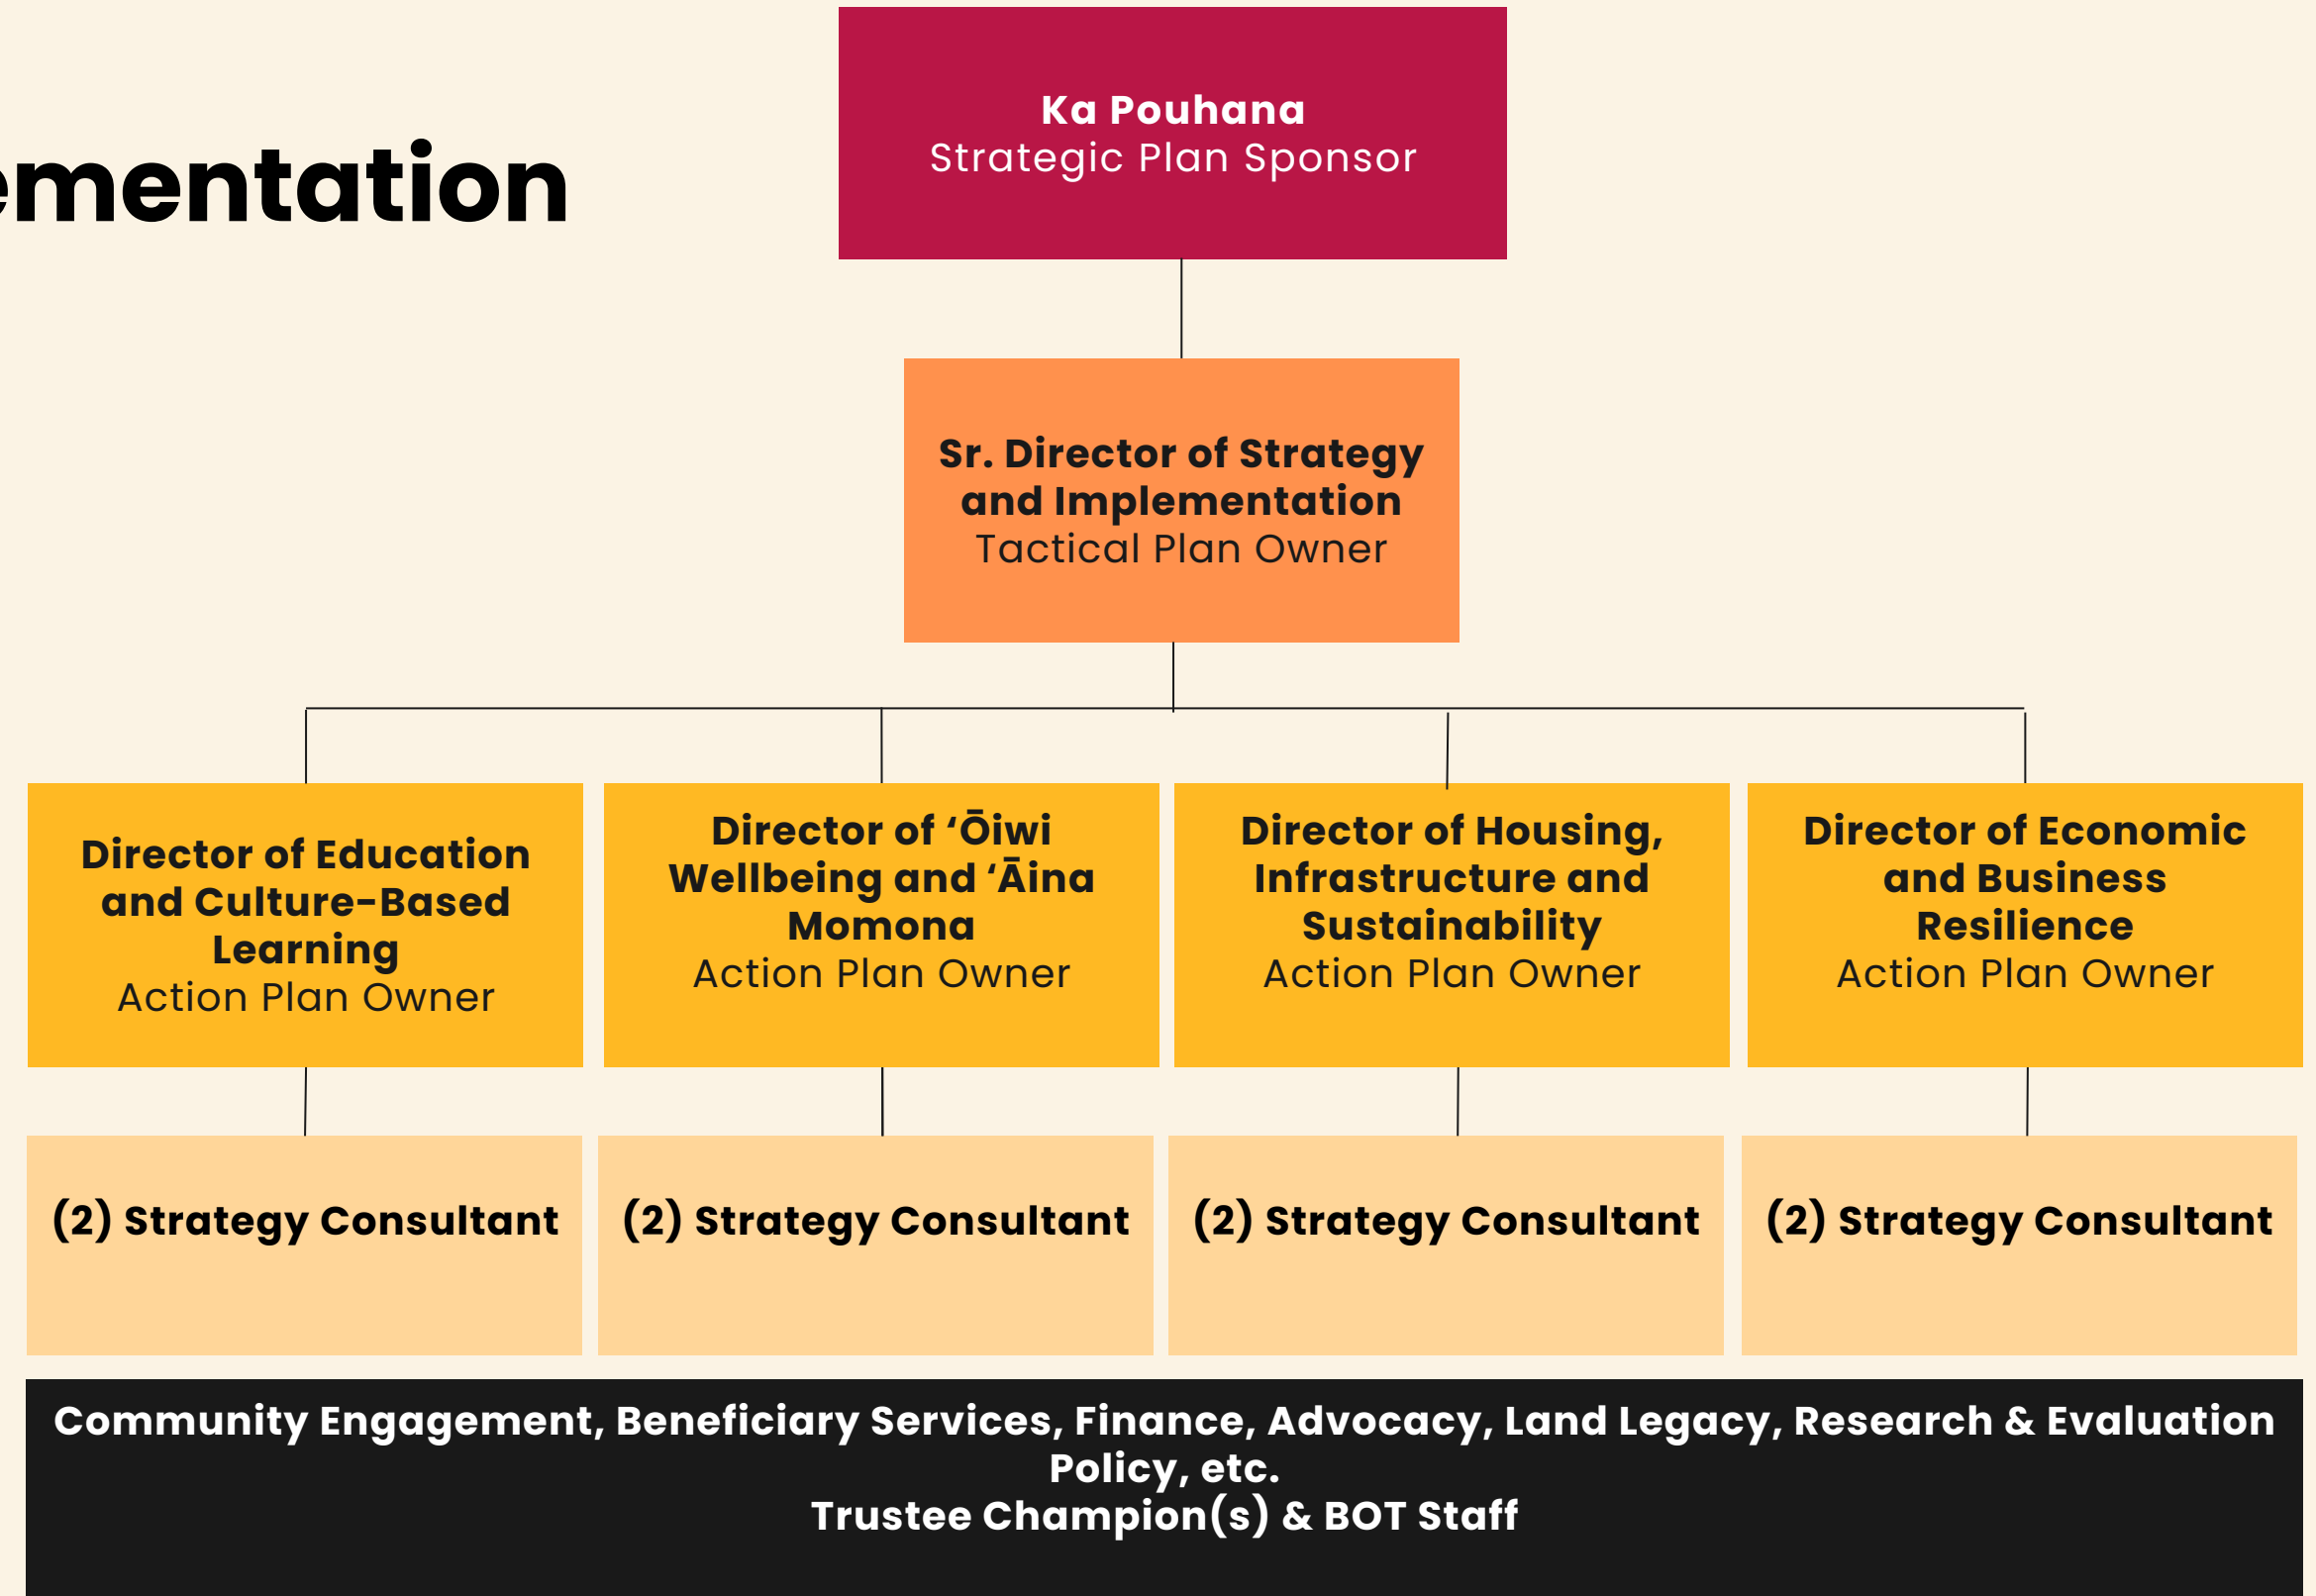 ementation
Ka Pouhana
Strategic Plan Sponsor
Sr. Director of Strategy
and Implementation
Tactical Plan Owner
Director of Education
and Culture-Based
Learning
Action Plan Owner
Director of ‘Ōiwi
Wellbeing and ‘Āina
Momona
Action Plan Owner
Director of Housing,
Infrastructure and
Sustainability
Action Plan Owner
Director of Economic
and Business
Resilience
Action Plan Owner
(2) Strategy Consultant
(2) Strategy Consultant
(2) Strategy Consultant
(2) Strategy Consultant
Community Engagement, Beneficiary Services, Finance, Advocacy, Land Legacy, Research & Evaluation
Policy, etc.
Trustee Champion(s) & BOT Staff